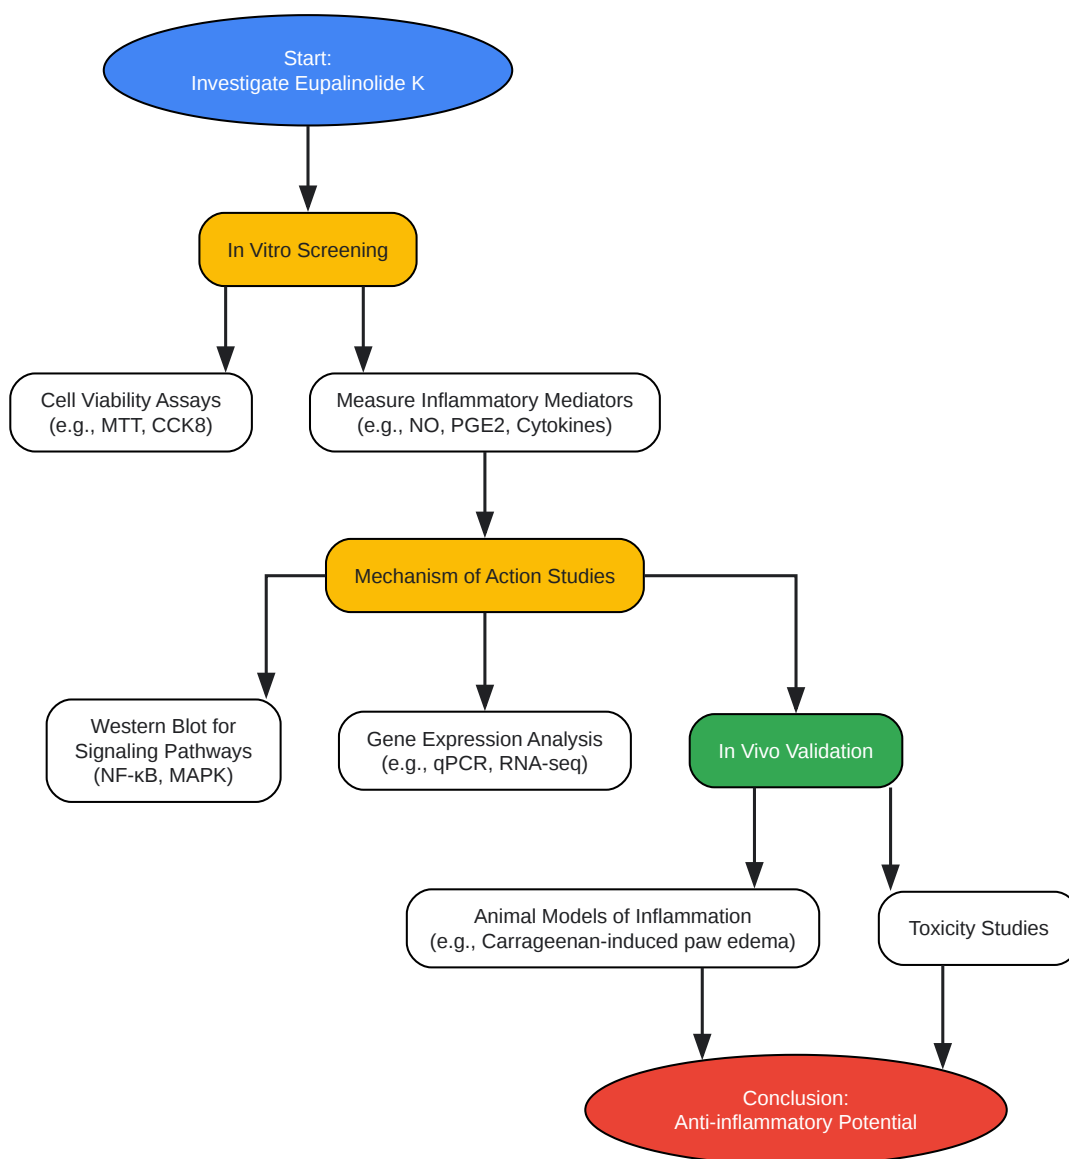 Start:
Investigate Eupalinolide K
In Vitro Screening
Cell Viability Assays
(e.g., MTT, CCK8)
Measure Inflammatory Mediators
(e.g., NO, PGE2, Cytokines)
Mechanism of Action Studies
Western Blot for
Signaling Pathways
(NF-κB, MAPK)
Gene Expression Analysis
(e.g., qPCR, RNA-seq)
In Vivo Validation
Animal Models of Inflammation
(e.g., Carrageenan-induced paw edema)
Toxicity Studies
Conclusion:
Anti-inflammatory Potential